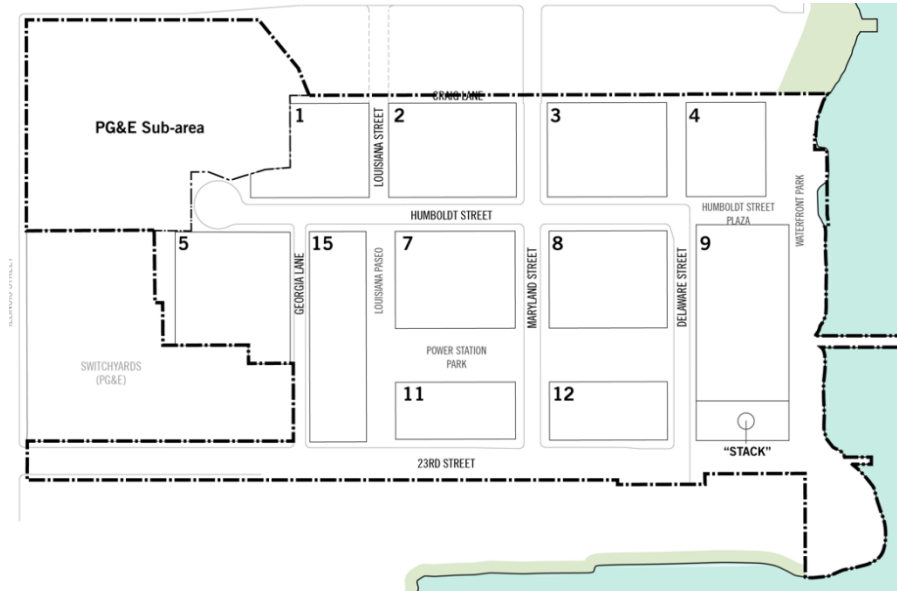 CRAIG LANE
PG&E Sub-area
1
LOUISIANA STREET
2
3
4
HUMBOLDT STREET
HUMBOLDT STREET
PLAZA
WATERFRONT PARK
5
GEORGIA LANE
15
LOUISIANA PASEO
7
MARYLAND STREET
8
DELAWARE STREET
9
SWITCHYARDS
(PG&E)
POWER STATION
PARK
11
12
"STACK"
23RD STREET